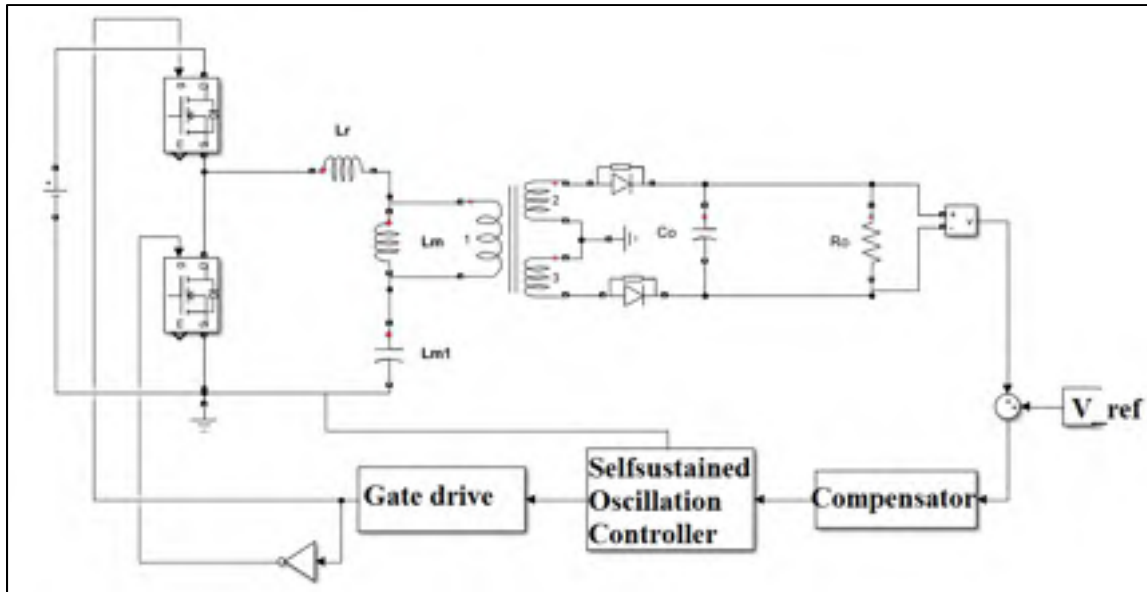 Lr
Lm
1
2
3
Co
Ro
+
-
v
Lm1
V_ref
Selfsustained
Oscillation
Controller
Gate drive
Compensator